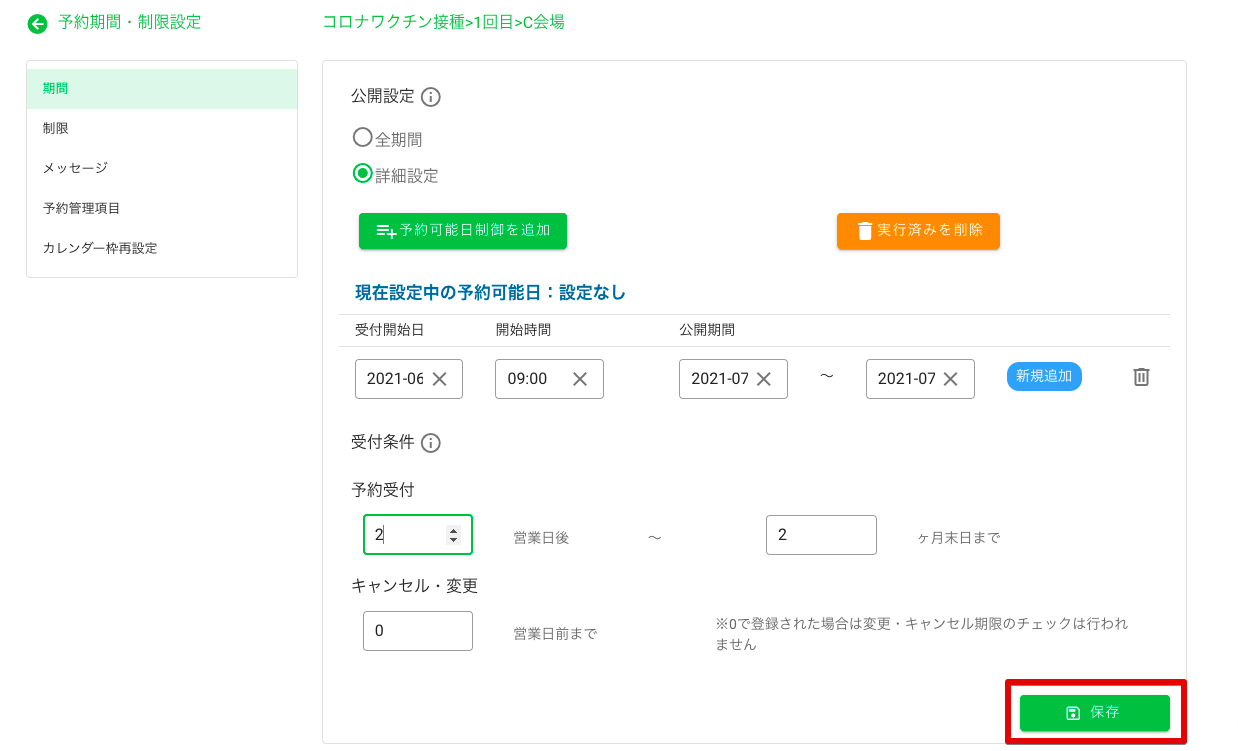 予約期間・制限設定
コロナワクチン接種>1回目>C会場
期間
制限
メッセージ
予約管理項目
カレンダー枠再設定
公開設定
全期間
詳細設定
予約可能日制御を追加
実行済みを削除
現在設定中の予約可能日：設定なし
受付開始日 開始時間 公開期間
2021-06 09:00 2021-07 〜 2021-07 新規追加
受付条件
予約受付
2 営業日後 〜 2 ヶ月末日まで
キャンセル・変更
0 営業日前まで
※0で登録された場合は変更・キャンセル期限のチェックは行われ
ません
保存